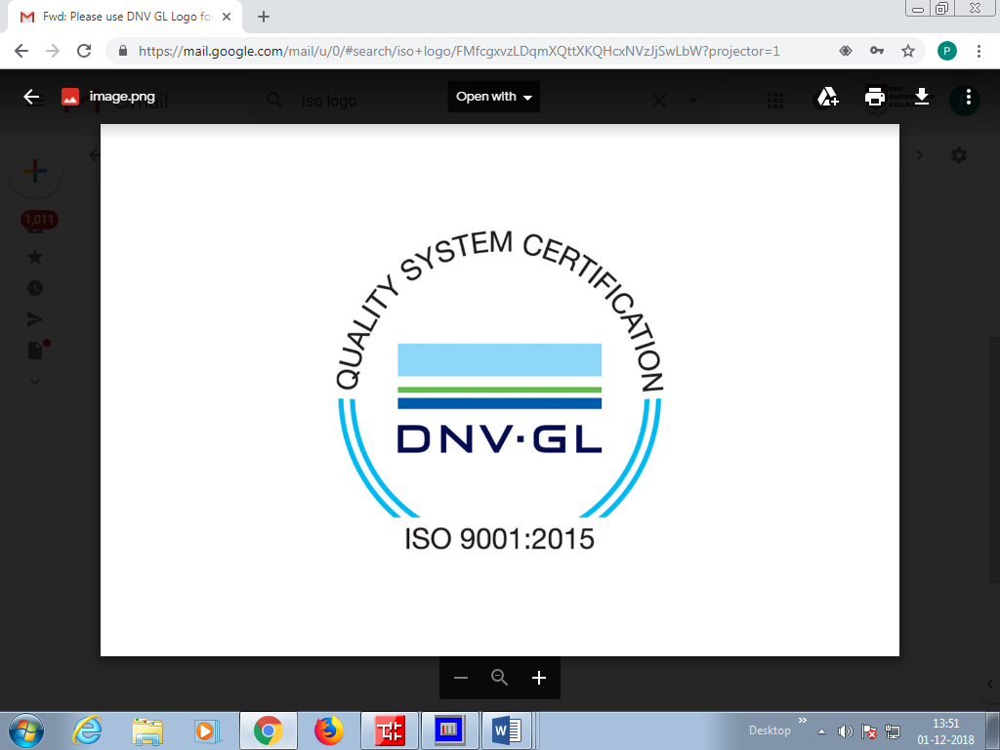 Fwd: Please use DNV GL Logo for
https://mail.google.com/mail/u/0/#search/iso+logo/FMfcgxvzLDqmXQttXKQHcxNVzJjSwLbW?projector=1
P
image.png
iso logo
Open with
1,011
QUALITY SYSTEM CERTIFICATION
DNV·GL
ISO 9001:2015
Desktop
13:51
01-12-2018